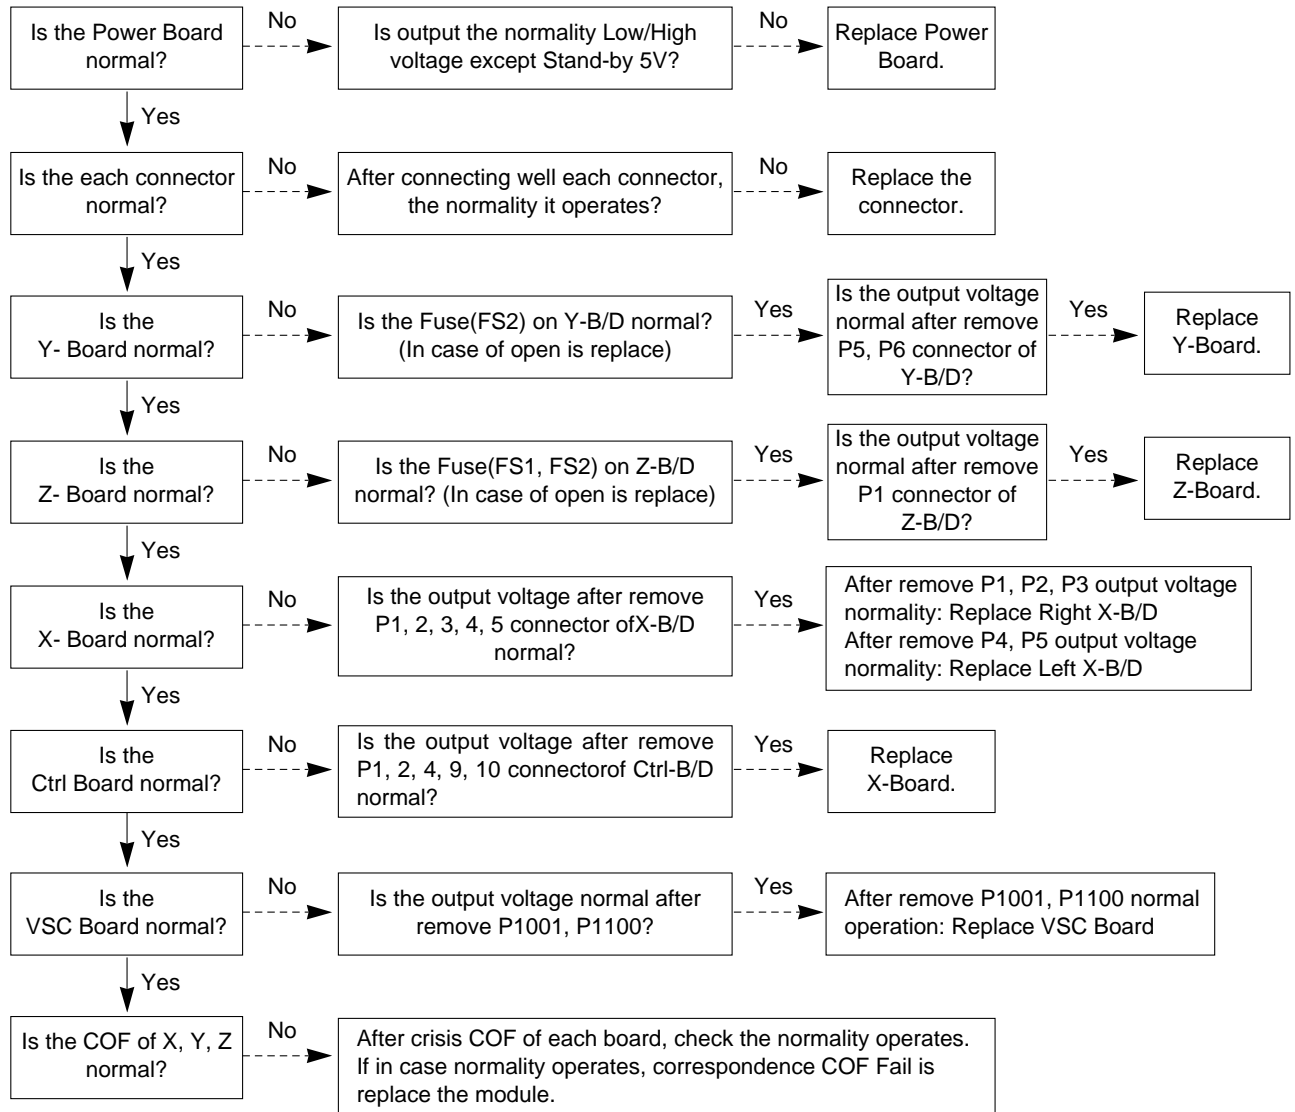 Is the Power Board
normal?
No
Is output the normality Low/High
voltage except Stand-by 5V?
No
Replace Power
Board.
Yes
Is the each connector
normal?
No
After connecting well each connector,
the normality it operates?
No
Replace the
connector.
Yes
Is the
Y- Board normal?
No
Is the Fuse(FS2) on Y-B/D normal?
(In case of open is replace)
Yes
Is the output voltage
normal after remove
P5, P6 connector of
Y-B/D?
Yes
Replace
Y-Board.
Yes
Is the
Z- Board normal?
No
Is the Fuse(FS1, FS2) on Z-B/D
normal? (In case of open is replace)
Yes
Is the output voltage
normal after remove
P1 connector of
Z-B/D?
Yes
Replace
Z-Board.
Yes
Is the
X- Board normal?
No
Is the output voltage after remove
P1, 2, 3, 4, 5 connector ofX-B/D
normal?
Yes
After remove P1, P2, P3 output voltage
normality: Replace Right X-B/D
After remove P4, P5 output voltage
normality: Replace Left X-B/D
Yes
Is the
Ctrl Board normal?
No
Is the output voltage after remove
P1, 2, 4, 9, 10 connectorof Ctrl-B/D
normal?
Yes
Replace
X-Board.
Yes
Is the
VSC Board normal?
No
Is the output voltage normal after
remove P1001, P1100?
Yes
After remove P1001, P1100 normal
operation: Replace VSC Board
Yes
Is the COF of X, Y, Z
normal?
No
After crisis COF of each board, check the normality operates.
If in case normality operates, correspondence COF Fail is
replace the module.